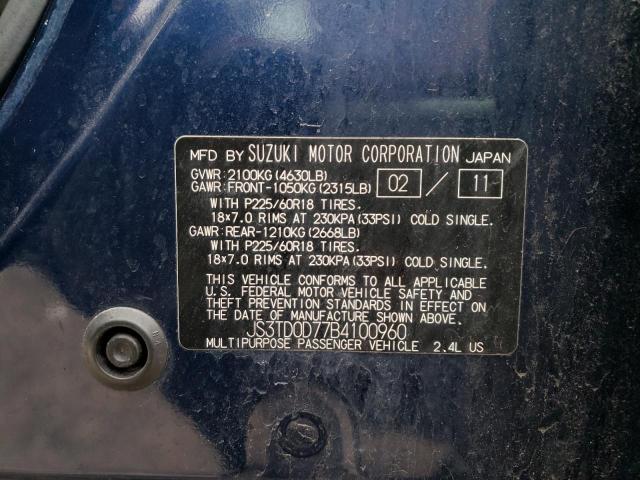 MFD BY SUZUKI MOTOR CORPORATION JAPAN
GVWR:2100KG(4630LB)
GAWR:FRONT-1050KG(2315LB) 02 / 11
WITH P225/60R18 TIRES.
18×7.0 RIMS AT 230KPA(33PSI) COLD SINGLE.
GAWR:REAR-1210KG(2668LB)
WITH P225/60R18 TIRES.
18×7.0 RIMS AT 230KPA(33PSI) COLD SINGLE.
THIS VEHICLE CONFORMS TO ALL APPLICABLE
U.S. FEDERAL MOTOR VEHICLE SAFETY AND
THEFT PREVENTION STANDARDS IN EFFECT ON
THE DATE OF MANUFACTURE SHOWN ABOVE.
JS3TD0D77B4100960
MULTIPURPOSE PASSENGER VEHICLE 2.4L US